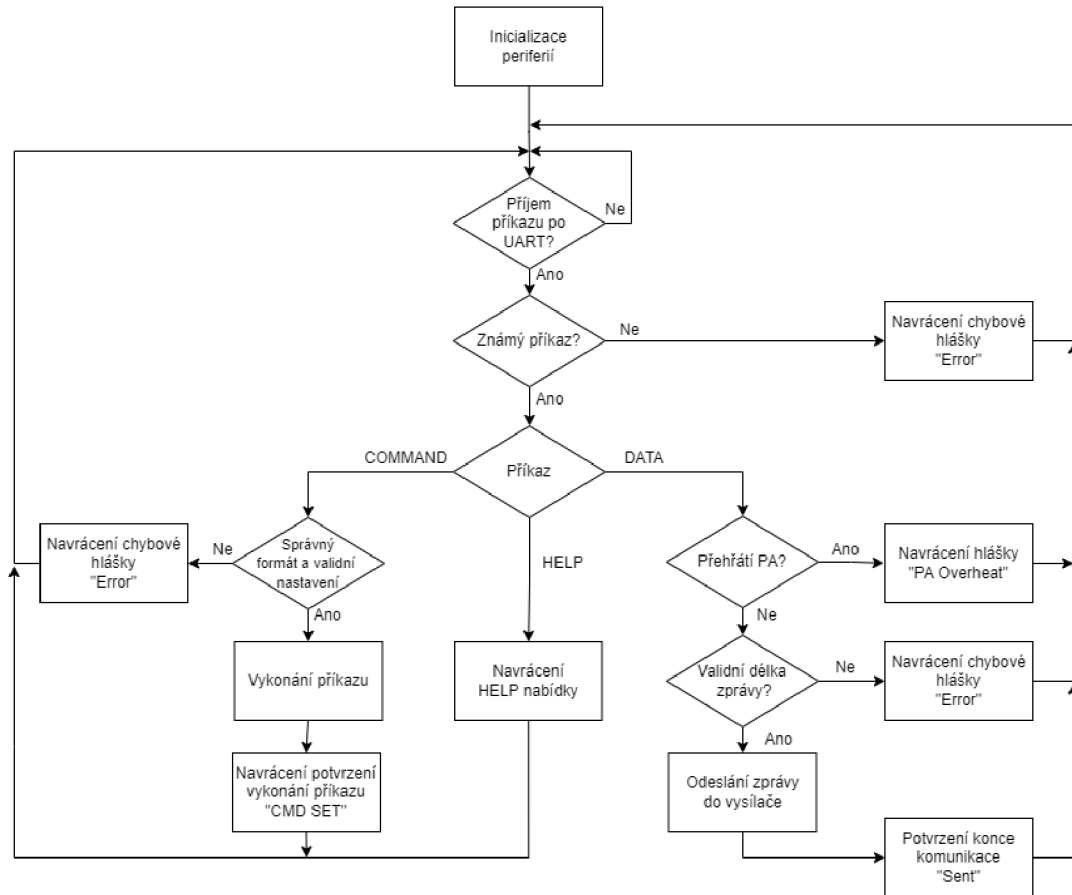 Inicializace
periferií
Příjem
příkazu po
UART?
Ne
Ano
Známý příkaz?
Ne
Navrácení chybové
hlášky
"Error"
Ano
COMMAND
Příkaz
DATA
Navrácení chybové
hlášky
"Error"
Ne
Správný
formát a validní
nastavení
HELP
Přehřátí PA?
Ano
Navrácení hlášky
"PA Overheat"
Ano
Ne
Vykonání příkazu
Navrácení
HELP nabídky
Validní délka
zprávy?
Ne
Navrácení chybové
hlášky
"Error"
Ano
Navrácení potvrzení
vykonání příkazu
"CMD SET"
Odeslání zprávy
do vysílače
Potvrzení konce
komunikace
"Sent"